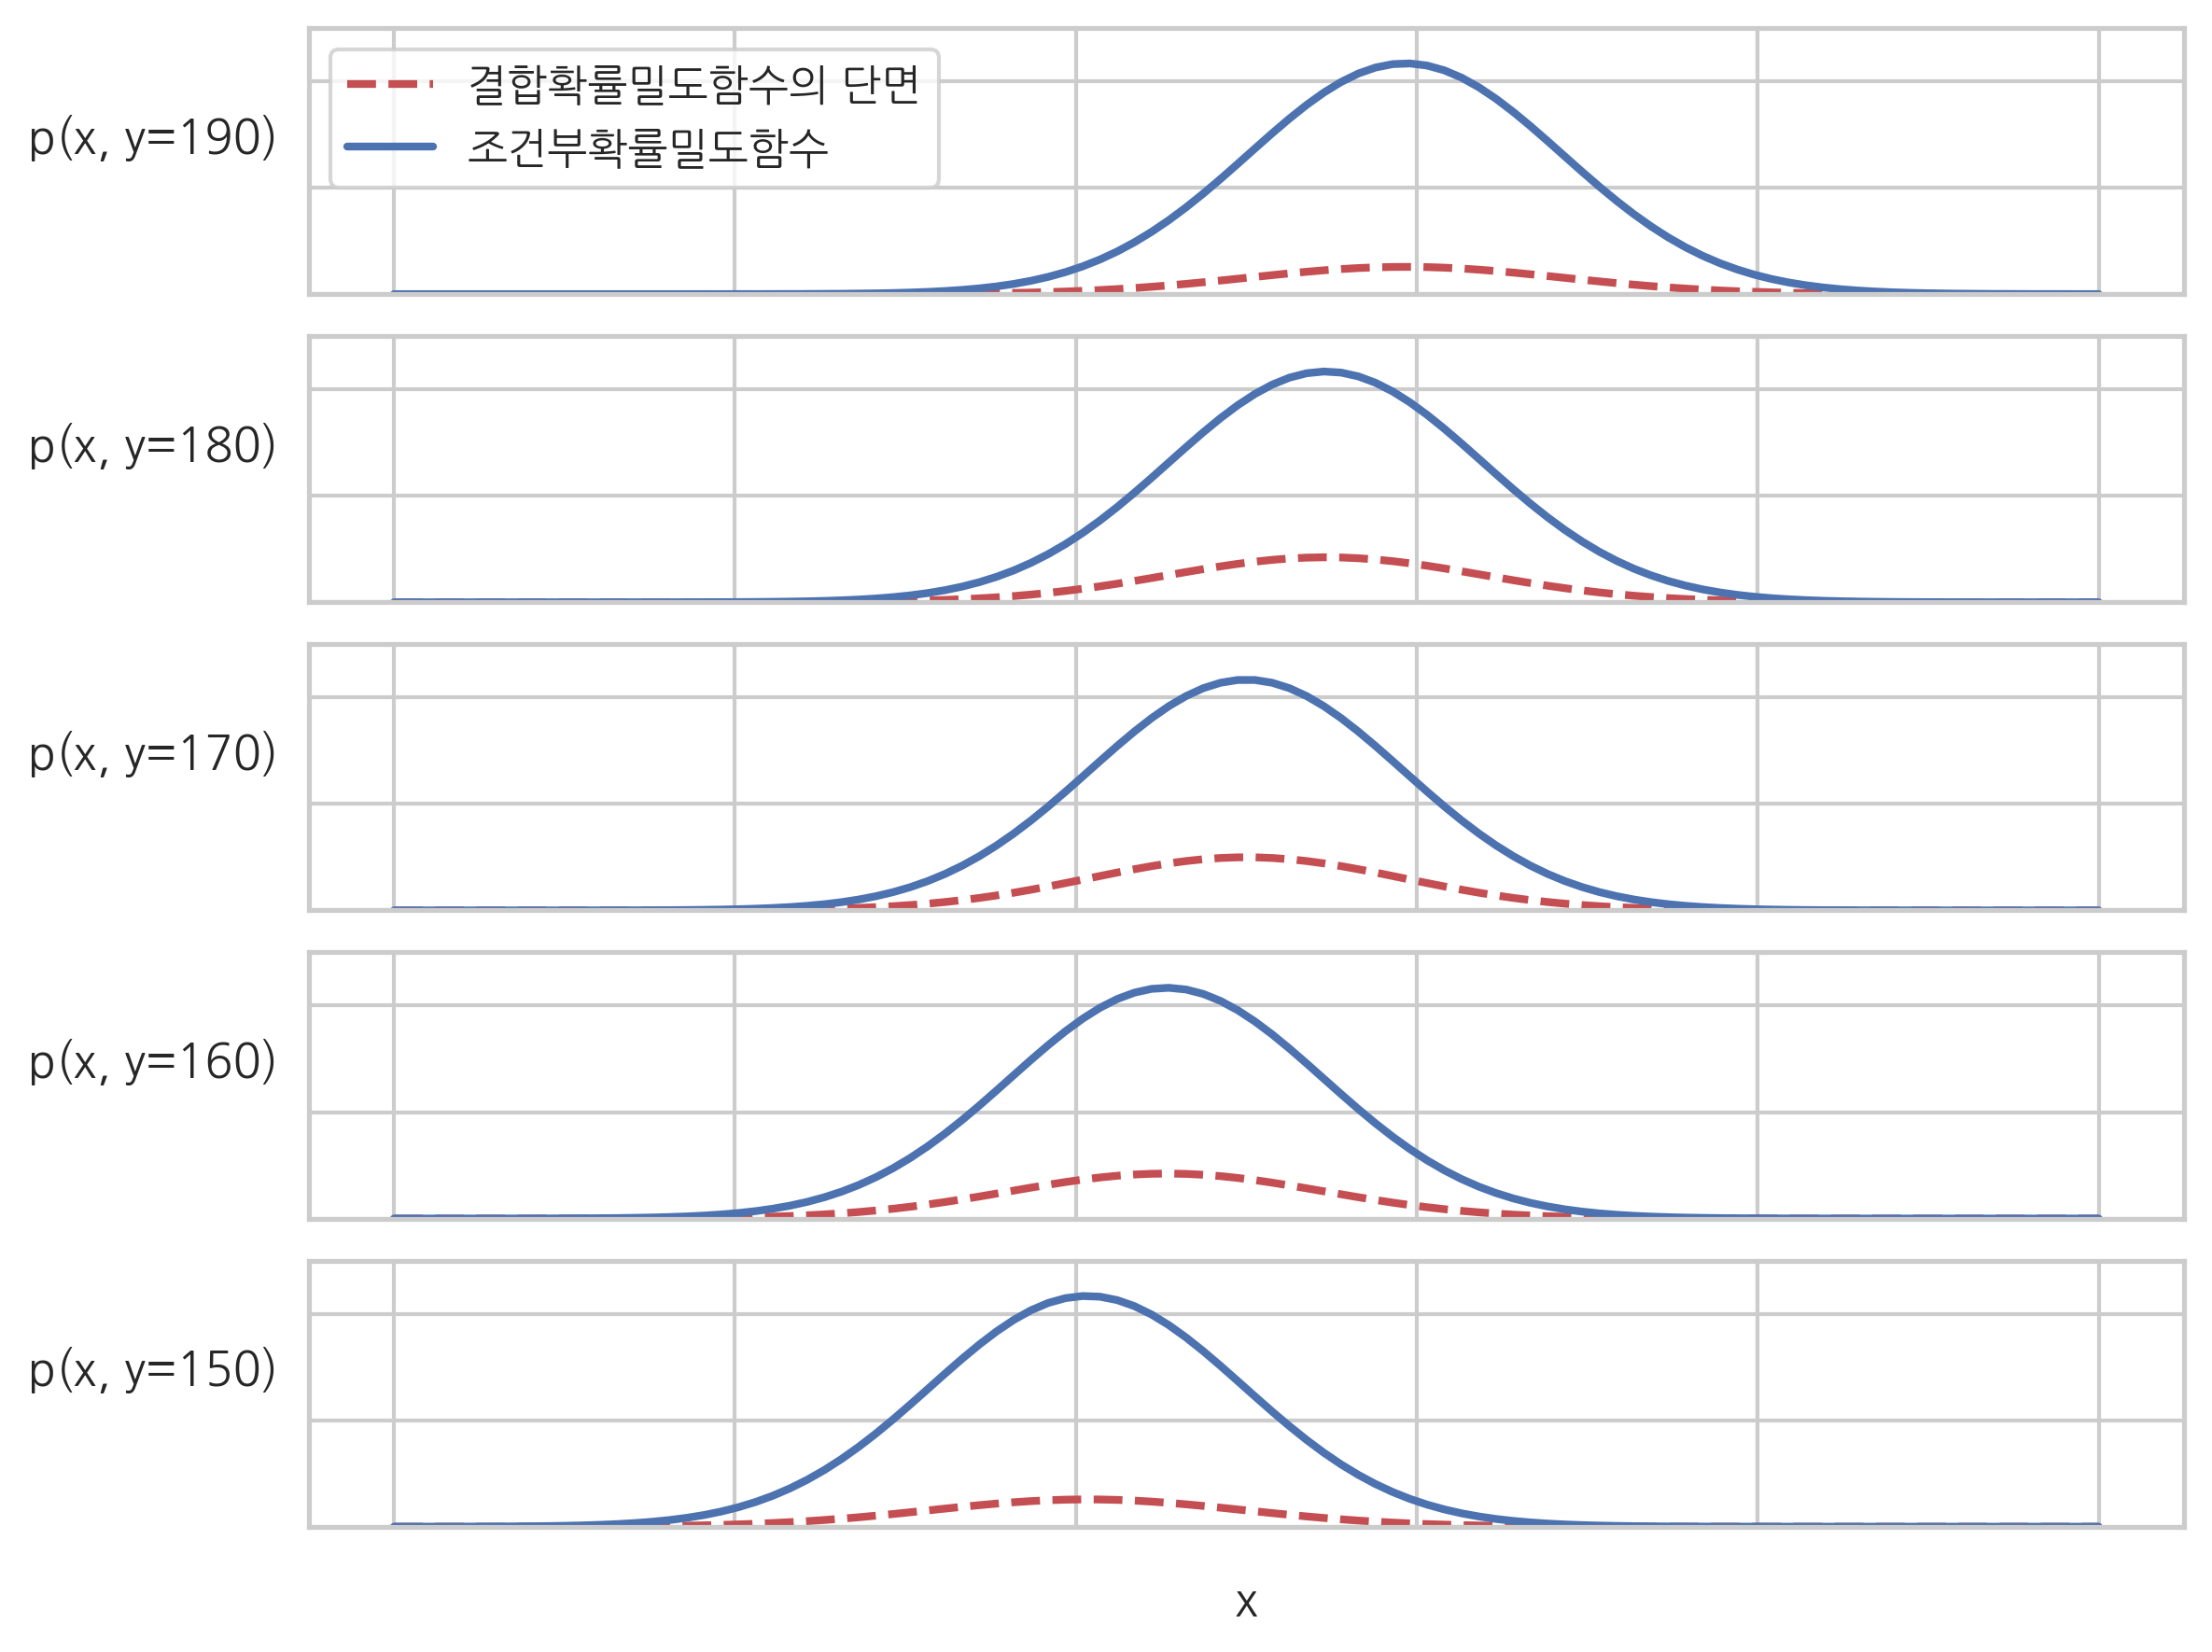 결합확률밀도함수의 단면
조건부확률밀도함수
p(x, y=190)
p(x, y=180)
p(x, y=170)
p(x, y=160)
p(x, y=150)
x